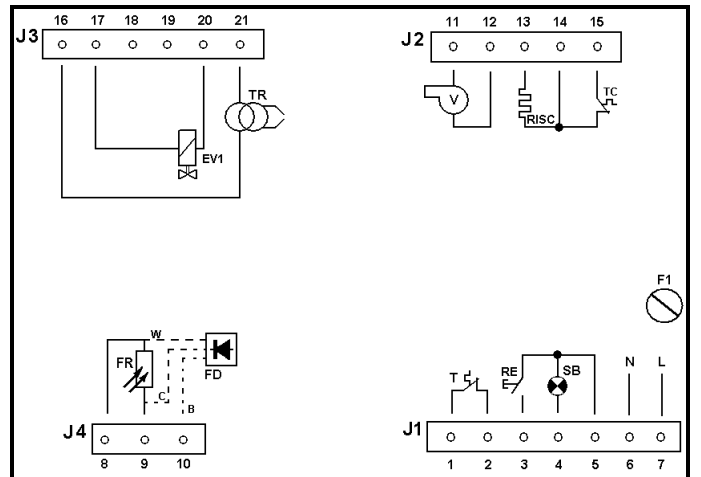 16 17 18 19 20 21
J3
11 12 13 14 15
J2
TR
V
RISC
TC
EV1
F1
W
FR
FD
C
B
J4
8 9 10
T
RE
SB
N
L
J1
1 2 3 4 5 6 7